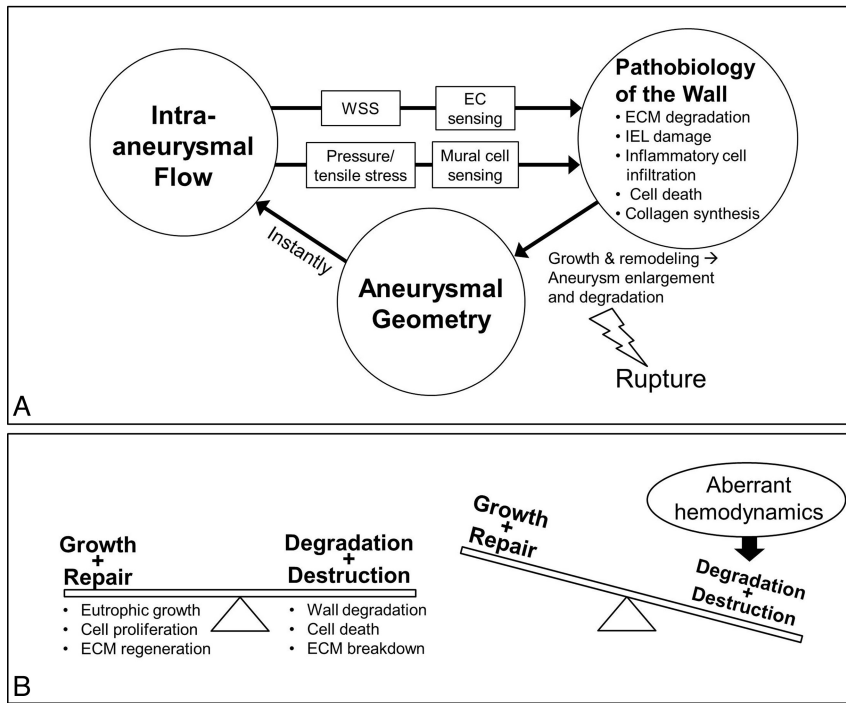 Intra-
aneurysmal
Flow
WSS
EC
sensing
Pressure/
tensile stress
Mural cell
sensing
Pathobiology
of the Wall
• ECM degradation
• IEL damage
• Inflammatory cell
infiltration
• Cell death
• Collagen synthesis
Instantly
Aneurysmal
Geometry
Growth & remodeling →
Aneurysm enlargement
and degradation
Rupture
A
Growth
+
Repair
• Eutrophic growth
• Cell proliferation
• ECM regeneration
Degradation
+
Destruction
• Wall degradation
• Cell death
• ECM breakdown
Growth
+
Repair
Aberrant
hemodynamics
Degradation
+
Destruction
B